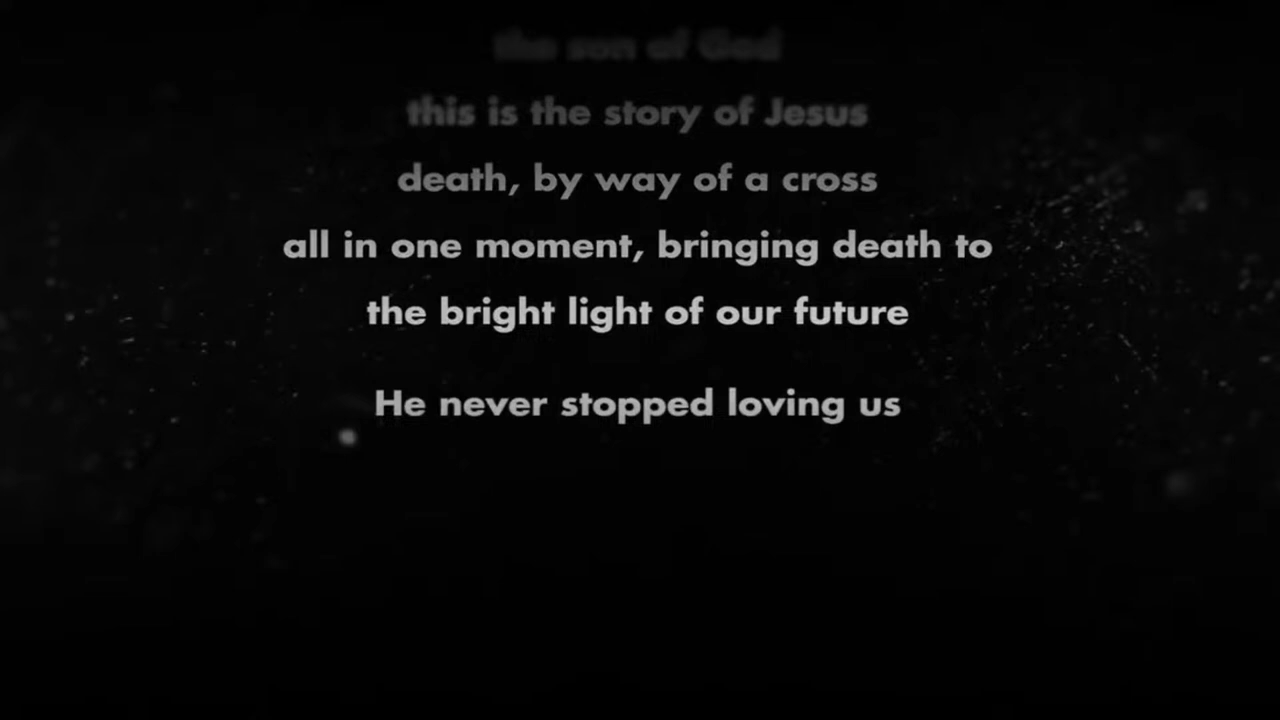 the son of God
this is the story of Jesus
death, by way of a cross
all in one moment, bringing death to
the bright light of our future
He never stopped loving us